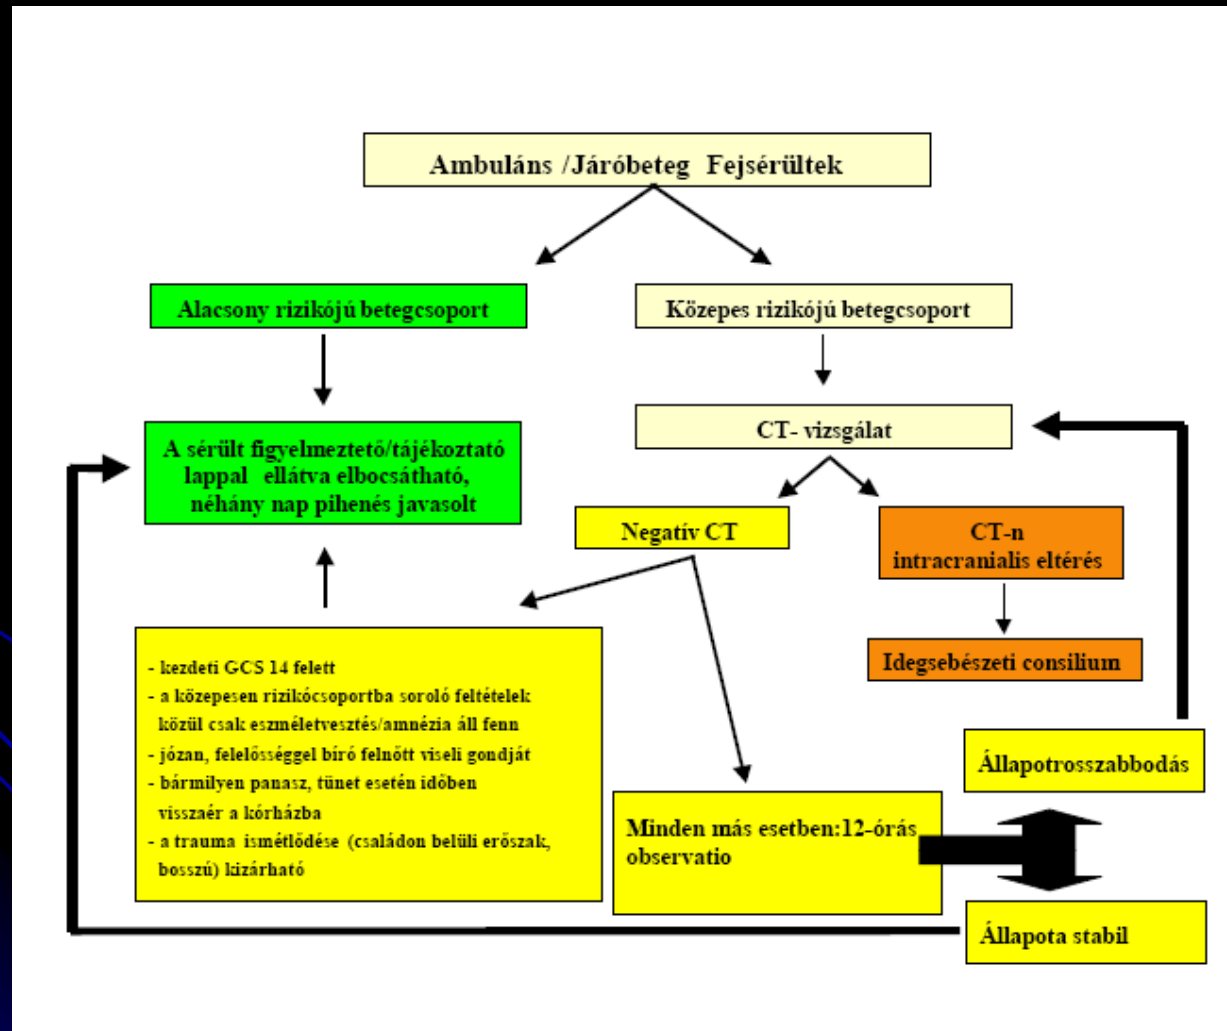 Ambuláns /Járóbeteg Fejsérültek
Alacsony rizikójú betegcsoport
Közepes rizikójú betegcsoport
A sérült figyelmeztető/tájékoztató
lappal ellátva elbocsátható,
néhány nap pihenés javasolt
CT- vizsgálat
Negatív CT
CT-n
intracranialis eltérés
Idegsebészeti consilium
- kezdeti GCS 14 felett
- a közepesen rizikócsoportba soroló feltételek
közül csak eszméletvesztés/amnézia áll fenn
- józan, felelősséggel bíró felnőtt viseli gondját
- bármilyen panasz, tünet esetén időben
visszaér a kórházba
- a trauma ismétlődése (családon belüli erőszak,
bosszú) kizárható
Minden más esetben:12-órás
observatio
Állapotrosszabbodás
Állapota stabil